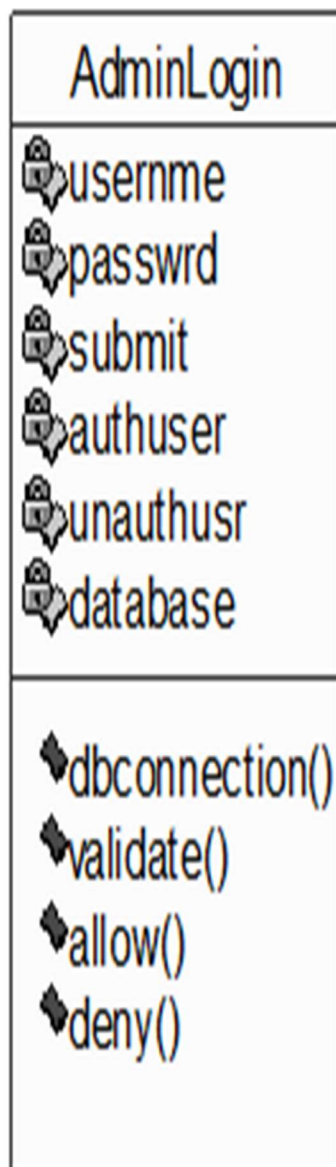 AdminLogin
usernme
passwrd
submit
authuser
unauthusr
database
dbconnection()
validate()
allow()
deny()